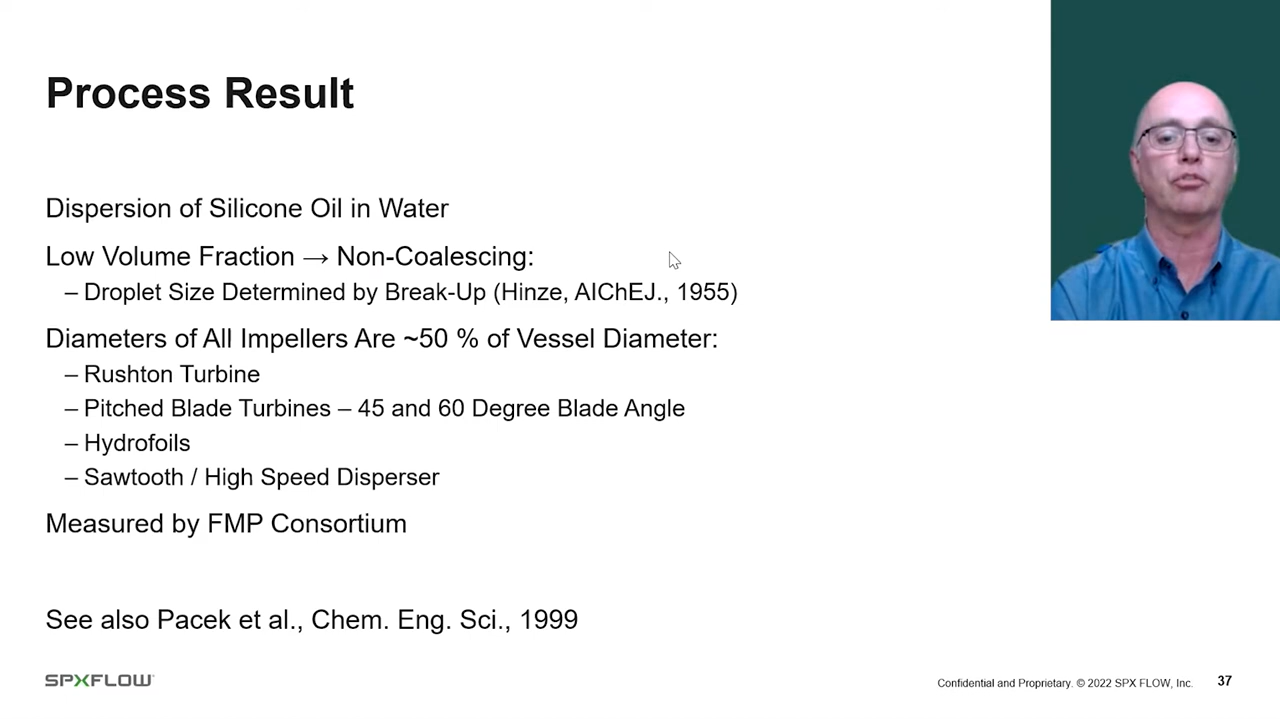 Process Result
Dispersion of Silicone Oil in Water
Low Volume Fraction → Non-Coalescing:
– Droplet Size Determined by Break-Up (Hinze, AIChEJ., 1955)
Diameters of All Impellers Are ~50 % of Vessel Diameter:
– Rushton Turbine
– Pitched Blade Turbines – 45 and 60 Degree Blade Angle
– Hydrofoils
– Sawtooth / High Speed Disperser
Measured by FMP Consortium
See also Pacek et al., Chem. Eng. Sci., 1999
SPXFLOW
Confidential and Proprietary. © 2022 SPX FLOW, Inc. 37